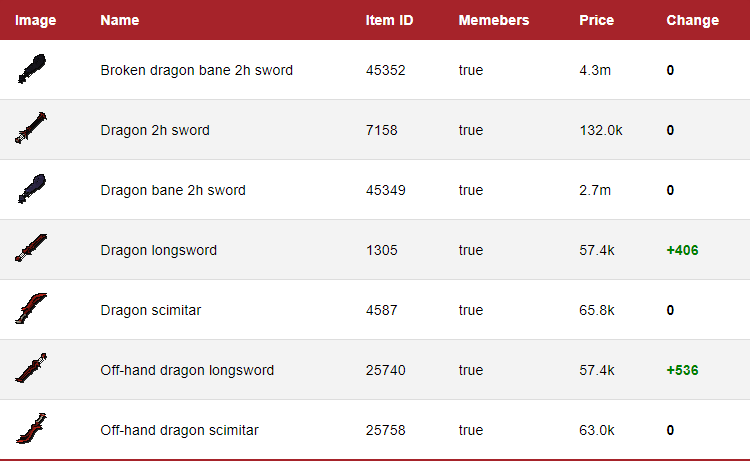 Image Name Item ID Memebers Price Change
Broken dragon bane 2h sword 45352 true 4.3m 0
Dragon 2h sword 7158 true 132.0k 0
Dragon bane 2h sword 45349 true 2.7m 0
Dragon longsword 1305 true 57.4k +406
Dragon scimitar 4587 true 65.8k 0
Off-hand dragon longsword 25740 true 57.4k +536
Off-hand dragon scimitar 25758 true 63.0k 0